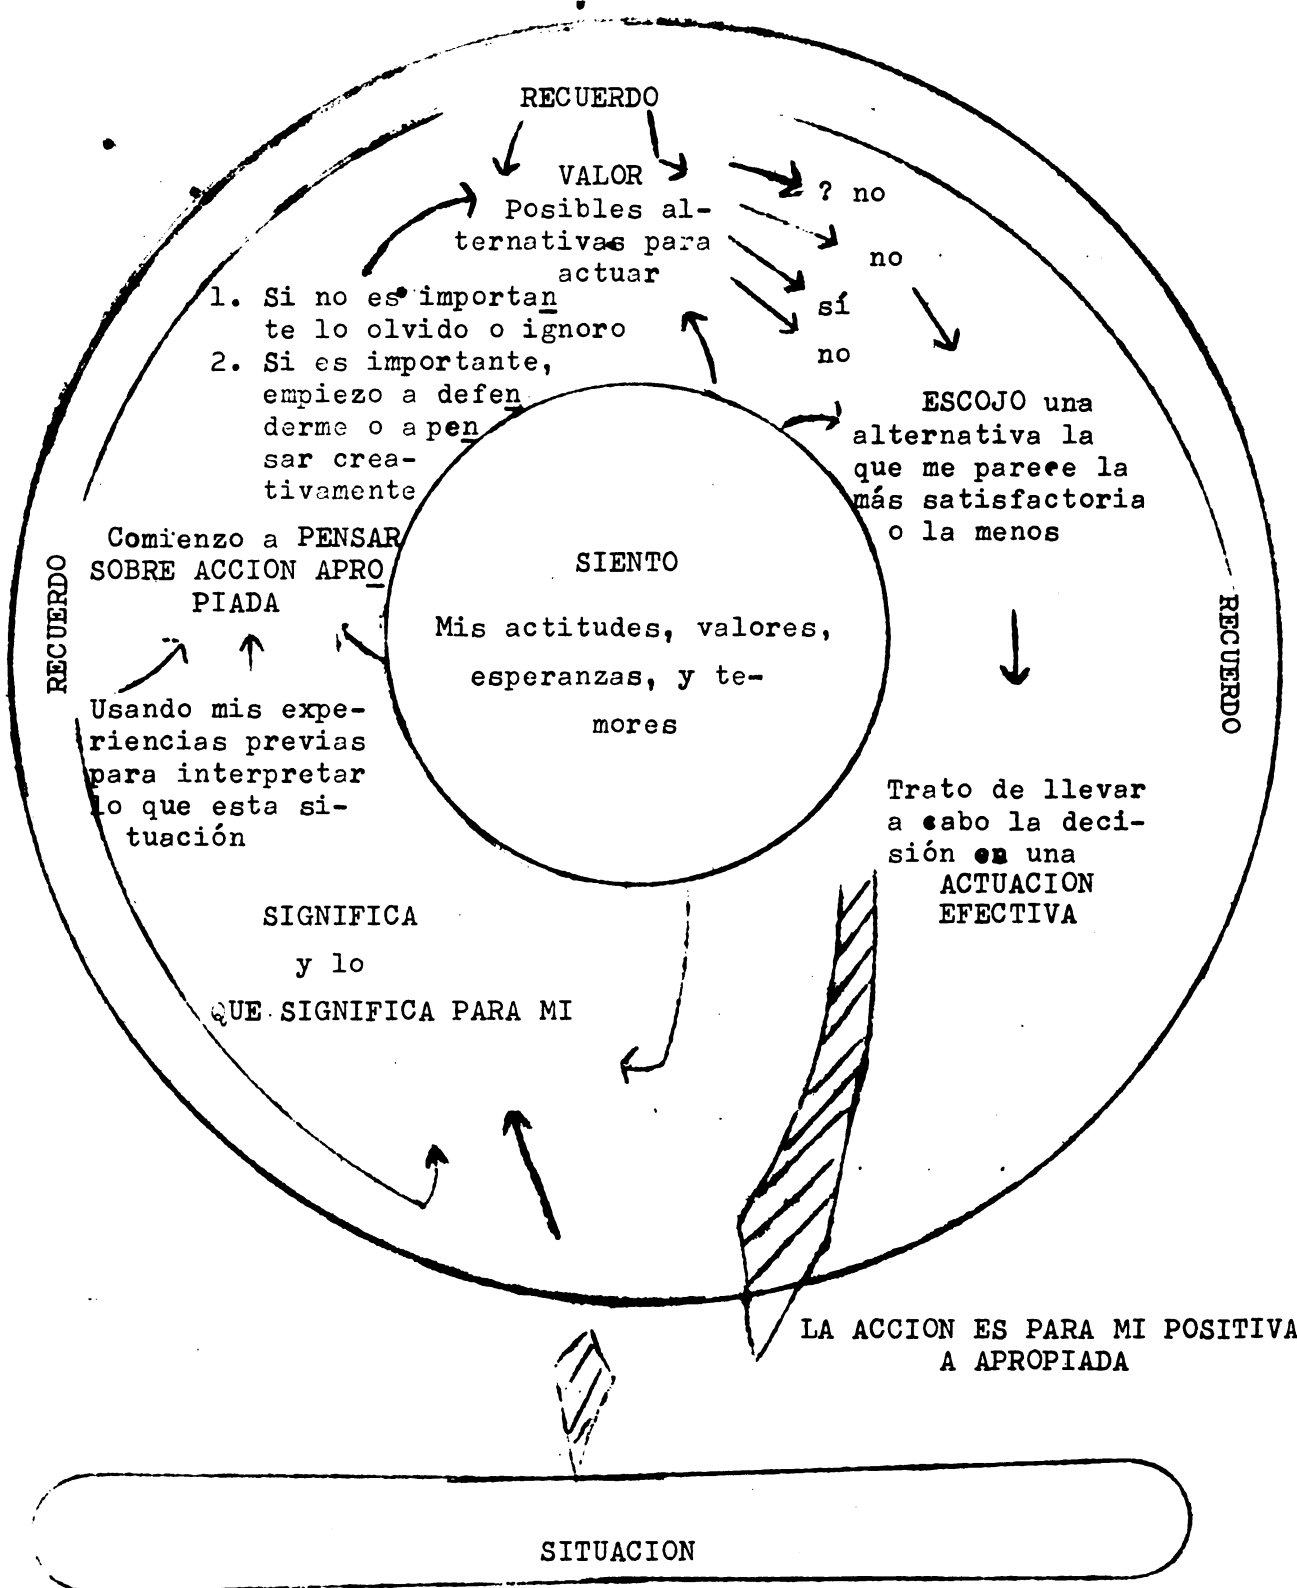 RECUERDO
VALOR
Posibles al-
ternativas para
actuar
? no
no
sí
no
1. Si no es importan
te lo olvido o ignoro
2. Si es importante,
empiezo a defen
derme o a pen
sar crea-
tivamente
ESCOJO una
alternativa la
que me parece la
más satisfactoria
o la menos
Comienzo a PENSAR
SOBRE ACCION APRO
PIADA
RECUERDO
SIENTO
Mis actitudes, valores,
esperanzas, y te-
mores
RECUERDO
Usando mis expe-
riencias previas
para interpretar
lo que esta si-
tuación
Trato de llevar
a cabo la deci-
sión en una
ACTUACION
EFECTIVA
SIGNIFICA
y lo
QUE SIGNIFICA PARA MI
LA ACCION ES PARA MI POSITIVA
A APROPIADA
SITUACION